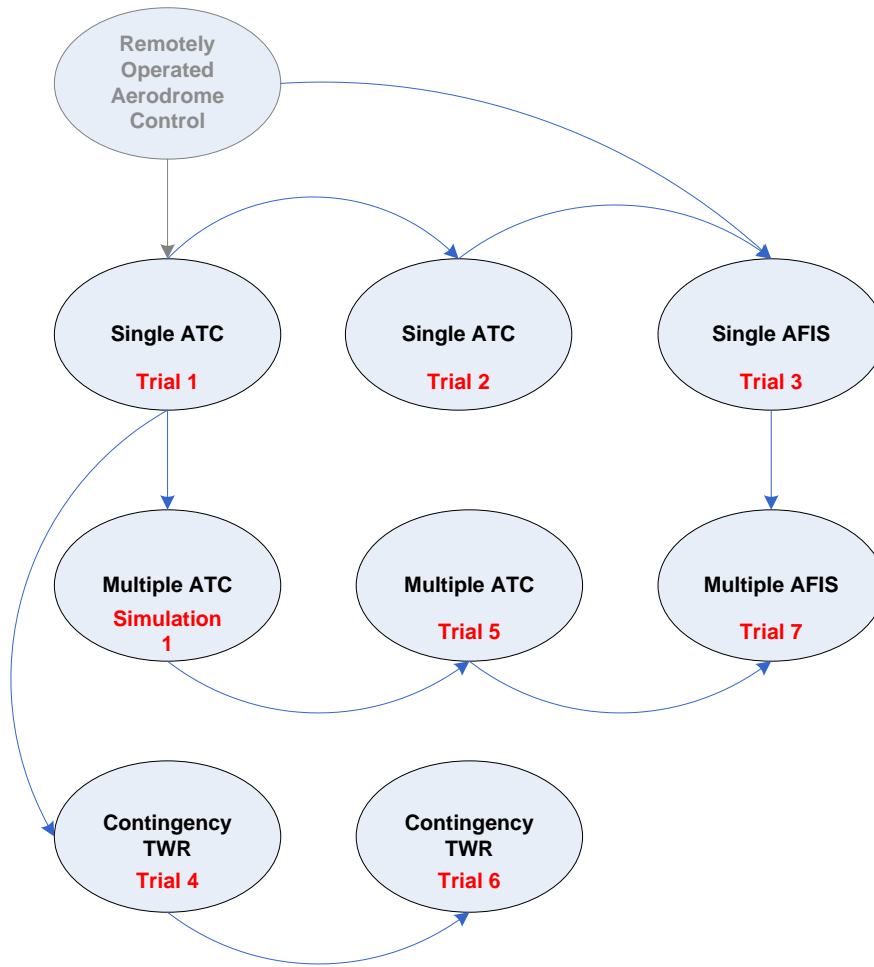 Remotely
Operated
Aerodrome
Control
Single ATC
Trial 1
Single ATC
Trial 2
Single AFIS
Trial 3
Multiple ATC
Simulation
1
Multiple ATC
Trial 5
Multiple AFIS
Trial 7
Contingency
TWR
Trial 4
Contingency
TWR
Trial 6